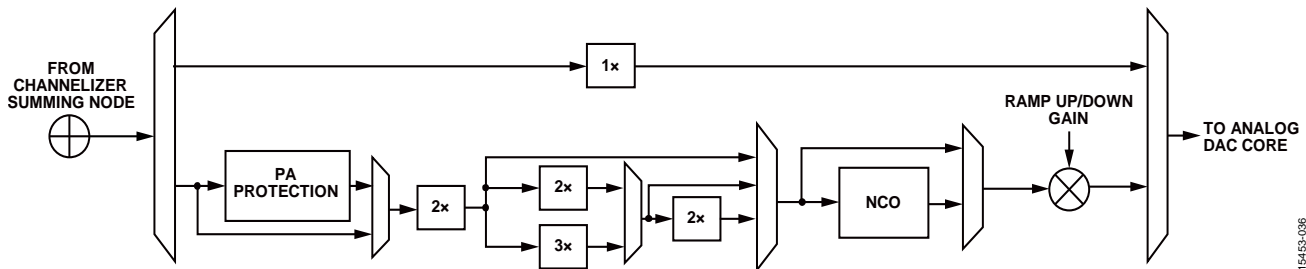 FROM
CHANNELIZER
SUMMING NODE
1×
RAMP UP/DOWN
GAIN
TO ANALOG
DAC CORE
PA
PROTECTION
2×
2×
3×
2×
NCO
15453-036